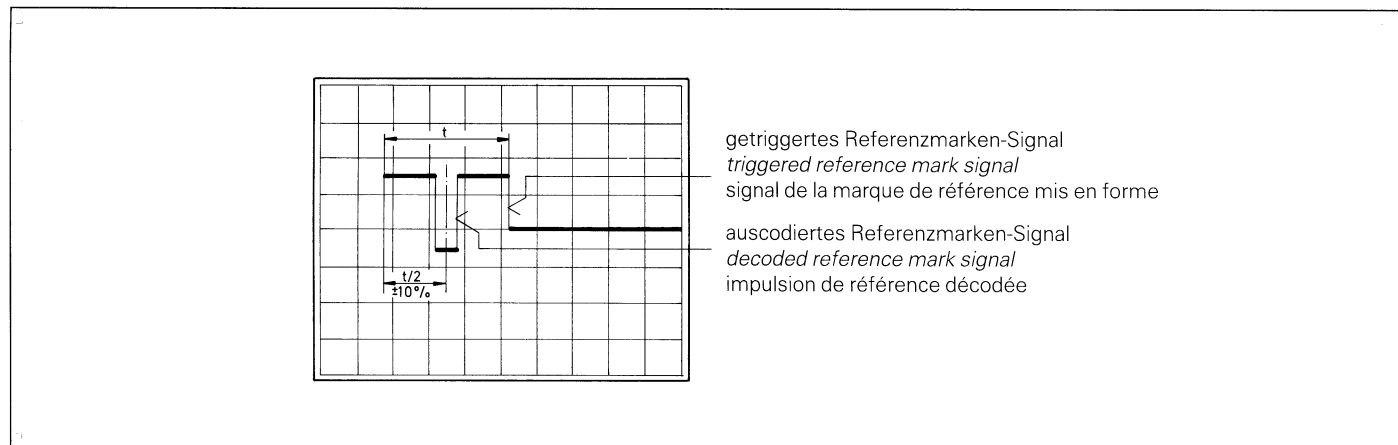 t
getriggertes Referenzmarken-Signal
triggered reference mark signal
signal de la marque de référence mis en forme
auscodiertes Referenzmarken-Signal
decoded reference mark signal
impulsion de référence décodée
t/2
±10%